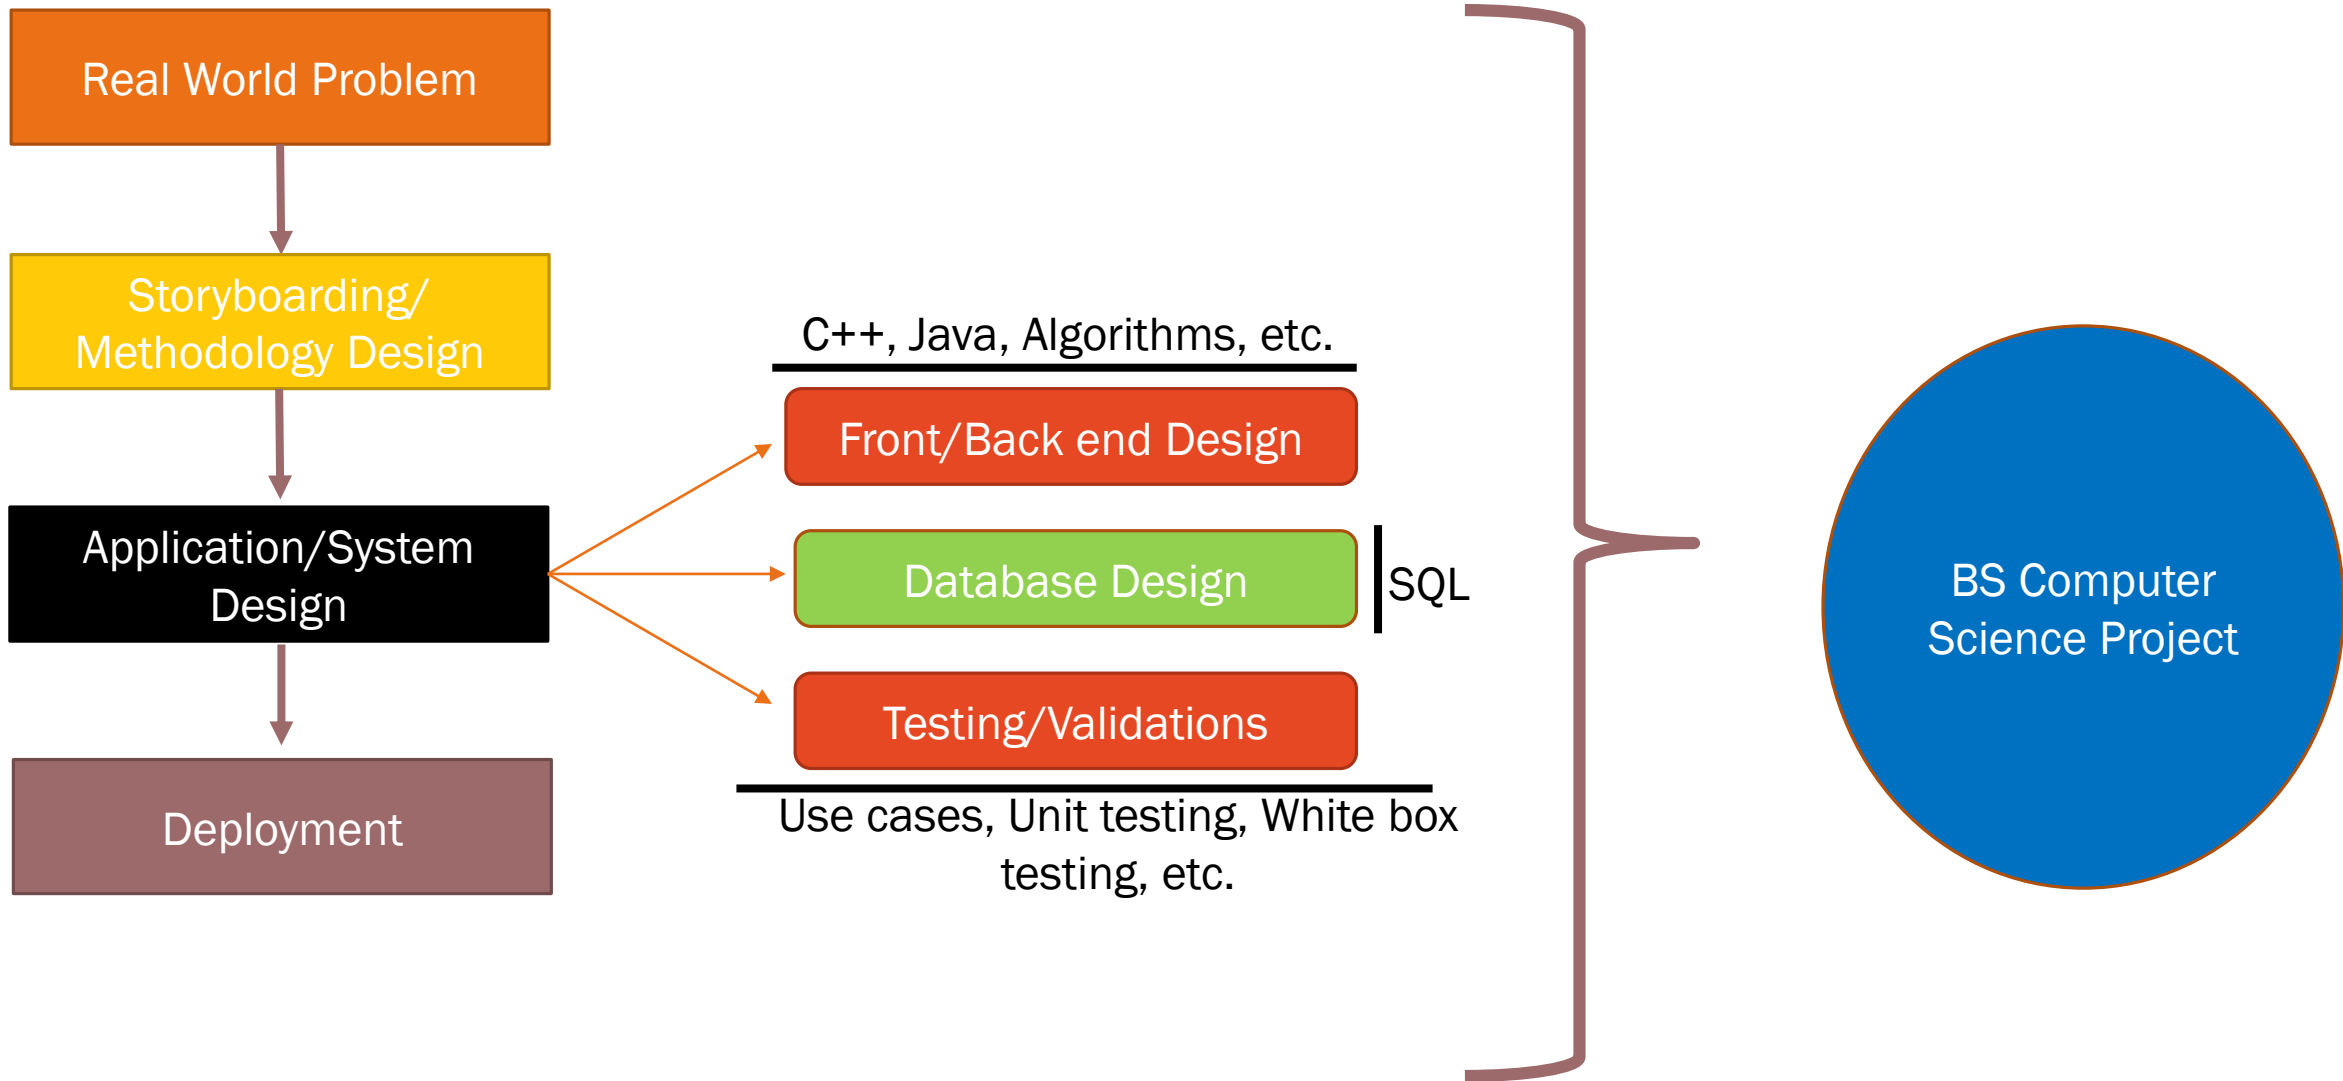 Real World Problem
Storyboarding/
Methodology Design
Application/System
Design
Deployment
C++, Java, Algorithms, etc.
Front/Back end Design
Database Design
SQL
Testing/Validations
Use cases, Unit testing, White box
testing, etc.
BS Computer
Science Project